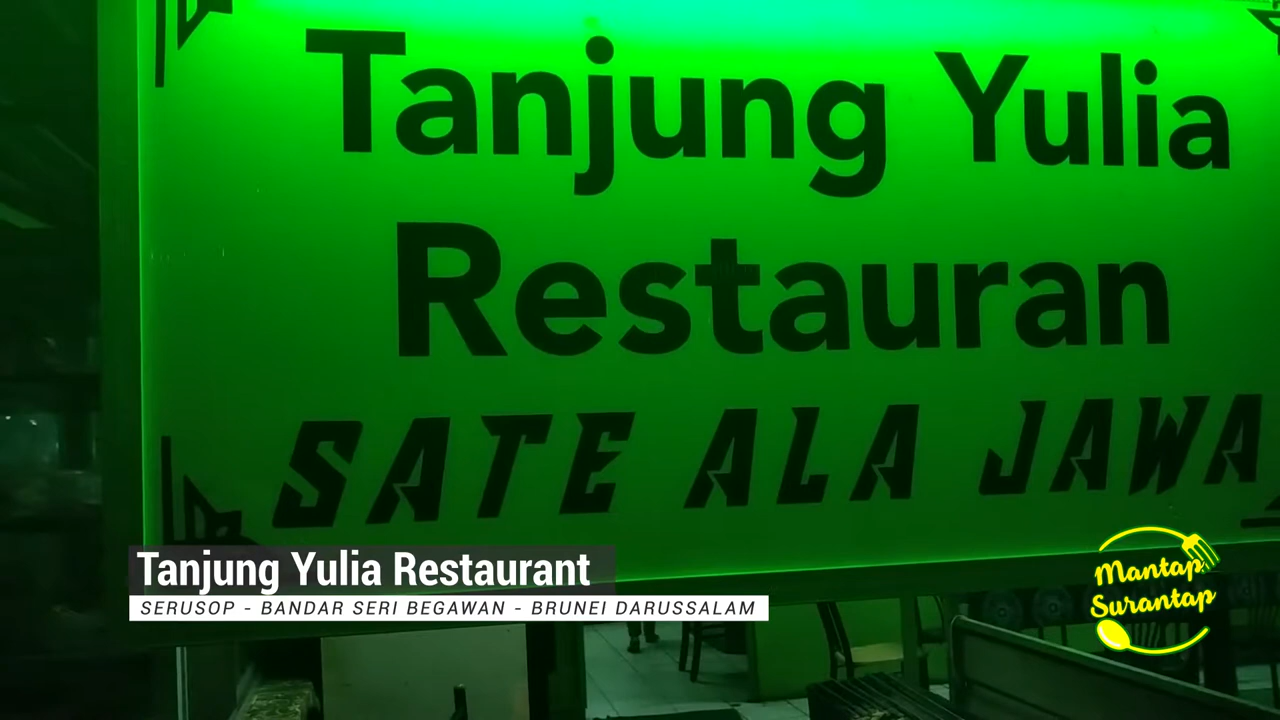 Tanjung Yulia
Restauran
SATE ALA JAWA
Tanjung Yulia Restaurant
SERUSOP - BANDAR SERI BEGAWAN - BRUNEI DARUSSALAM
Mantap
Surantap